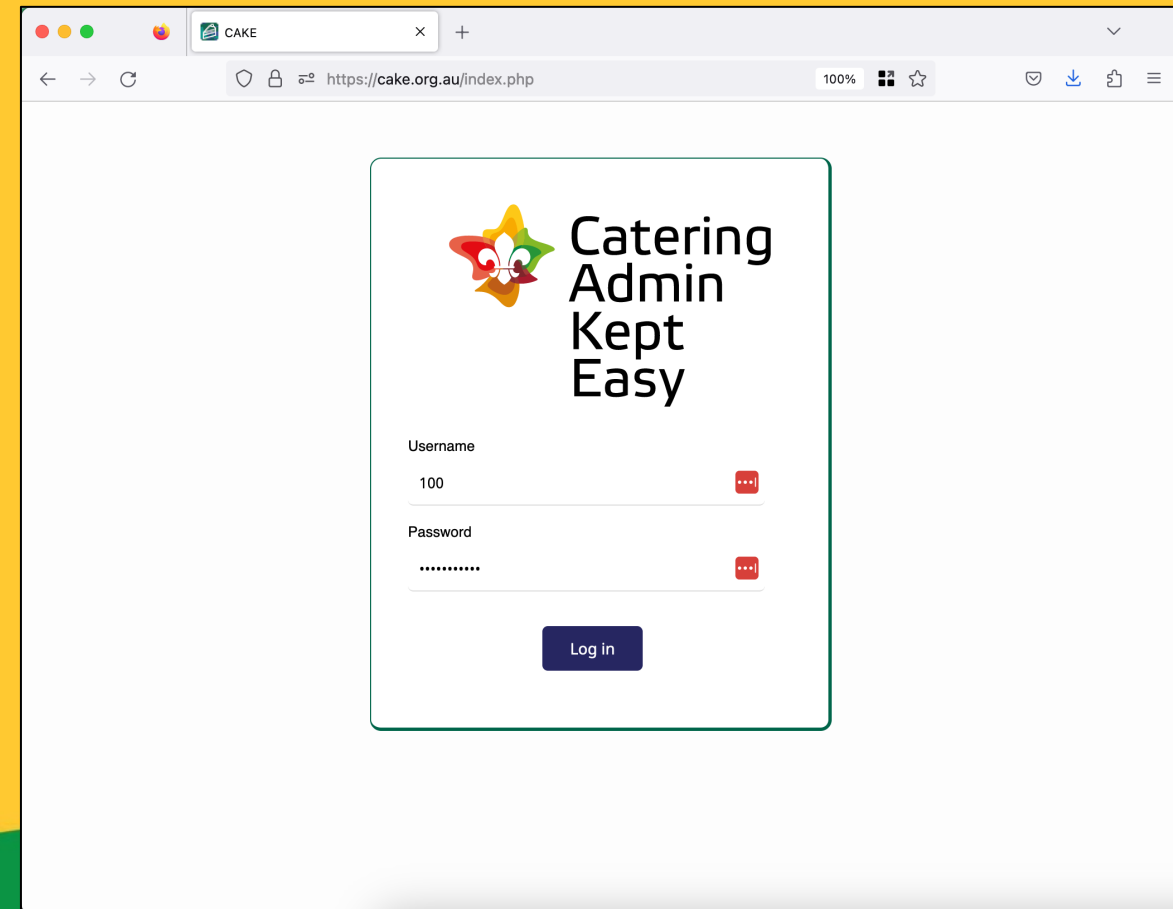 CAKE
https://cake.org.au/index.php
100%
Catering
Admin
Kept
Easy
Username
100
Password
•••••••••••
Log in